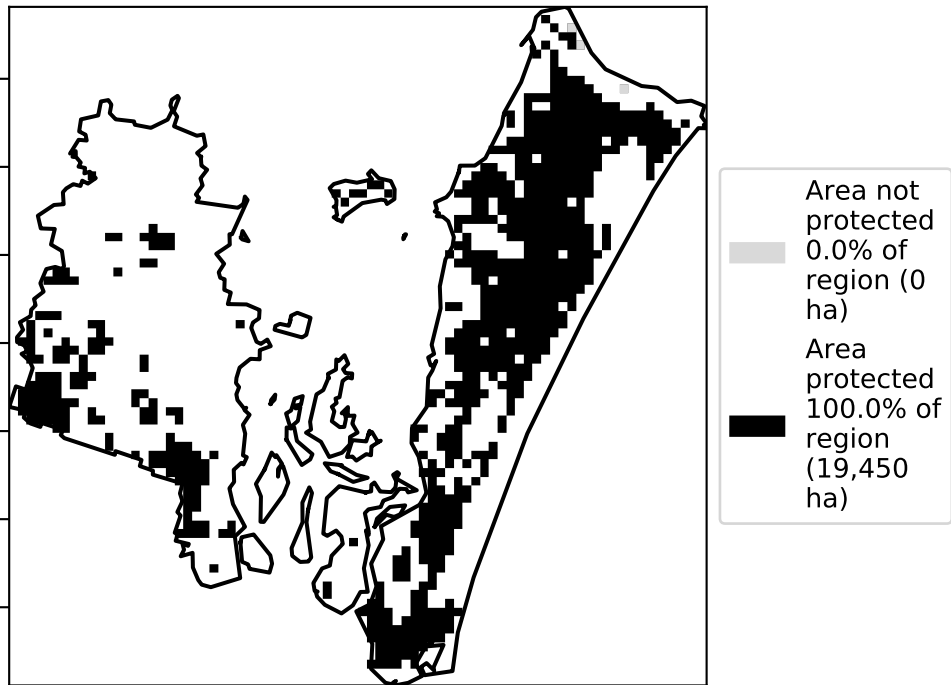 Area not
protected
0.0% of
region (0
ha)
Area
protected
100.0% of
region
(19,450
ha)